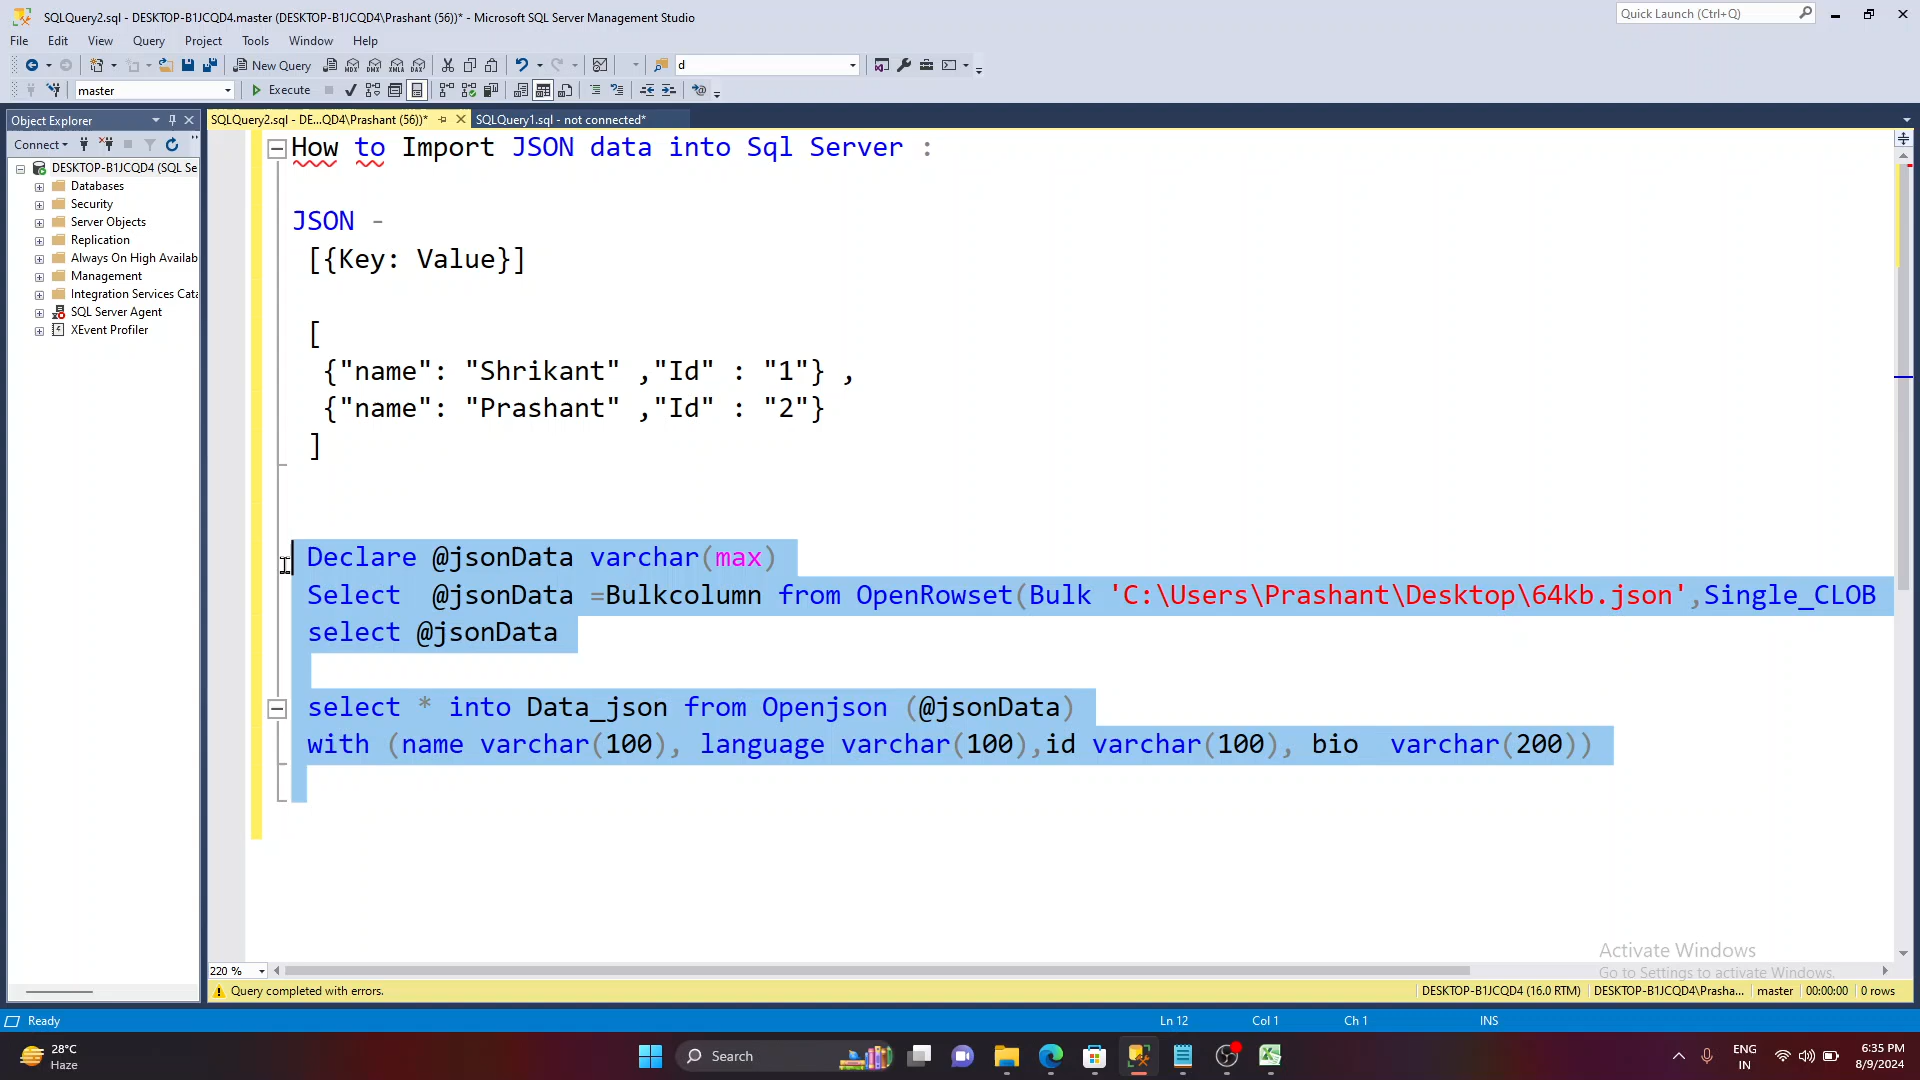 SQLQuery2.sql - DESKTOP-B1JCQD4.master (DESKTOP-B1JCQD4\Prashant (56))* - Microsoft SQL Server Management Studio
Quick Launch (Ctrl+Q)
File Edit View Query Project Tools Window Help
New Query
d
master
Execute
Object Explorer
SQLQuery2.sql - DE...QD4\Prashant (56))*
SQLQuery1.sql - not connected*
Connect
DESKTOP-B1JCQD4 (SQL Se
Databases
Security
Server Objects
Replication
Always On High Availab
Management
Integration Services Cata
SQL Server Agent
XEvent Profiler
How to Import JSON data into Sql Server :
JSON -
[{Key: Value}]
[
{"name": "Shrikant" ,"Id" : "1"} ,
{"name": "Prashant" ,"Id" : "2"}
]
Declare @jsonData varchar(max)
Select @jsonData =Bulkcolumn from OpenRowset(Bulk 'C:\Users\Prashant\Desktop\64kb.json',Single_CLOB
select @jsonData
select * into Data_json from Openjson (@jsonData)
with (name varchar(100), language varchar(100),id varchar(100), bio varchar(200))
Activate Windows
Go to Settings to activate Windows.
220 %
Query completed with errors.
DESKTOP-B1JCQD4 (16.0 RTM)
DESKTOP-B1JCQD4\Prasha...
master
00:00:00
0 rows
Ready
Ln 12
Col 1
Ch 1
INS
28°C
Haze
Search
ENG
IN
6:35 PM
8/9/2024